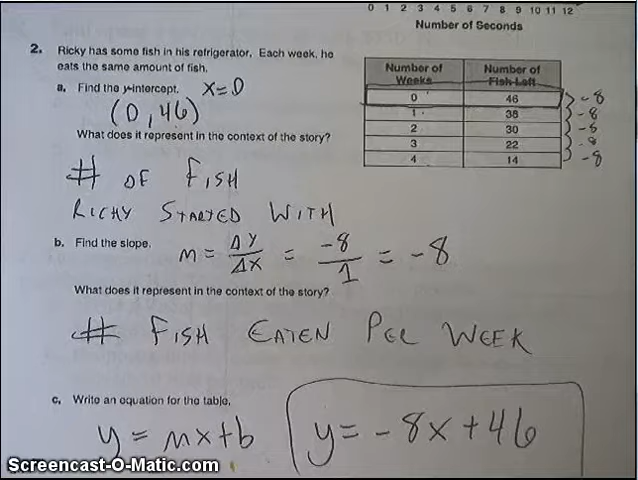 0 1 2 3 4 5 6 7 8 9 10 11 12
Number of Seconds
2. Ricky has some fish in his refrigerator. Each week, he
eats the same amount of fish.
a. Find the y-intercept. x=0
(0,46)
What does it represent in the context of the story?
# OF FISH
RICKY STARTED WITH
Number of Weeks Number of Fish Left
0 46 -8
1 38 -8
2 30 -8
3 22 -8
4 14 -8
b. Find the slope. m = ΔY/ΔX = -8/1 = -8
What does it represent in the context of the story?
# FISH EATEN PER WEEK
c. Write an equation for the table.
y = mx+b y = -8x+46
Screencast-O-Matic.com